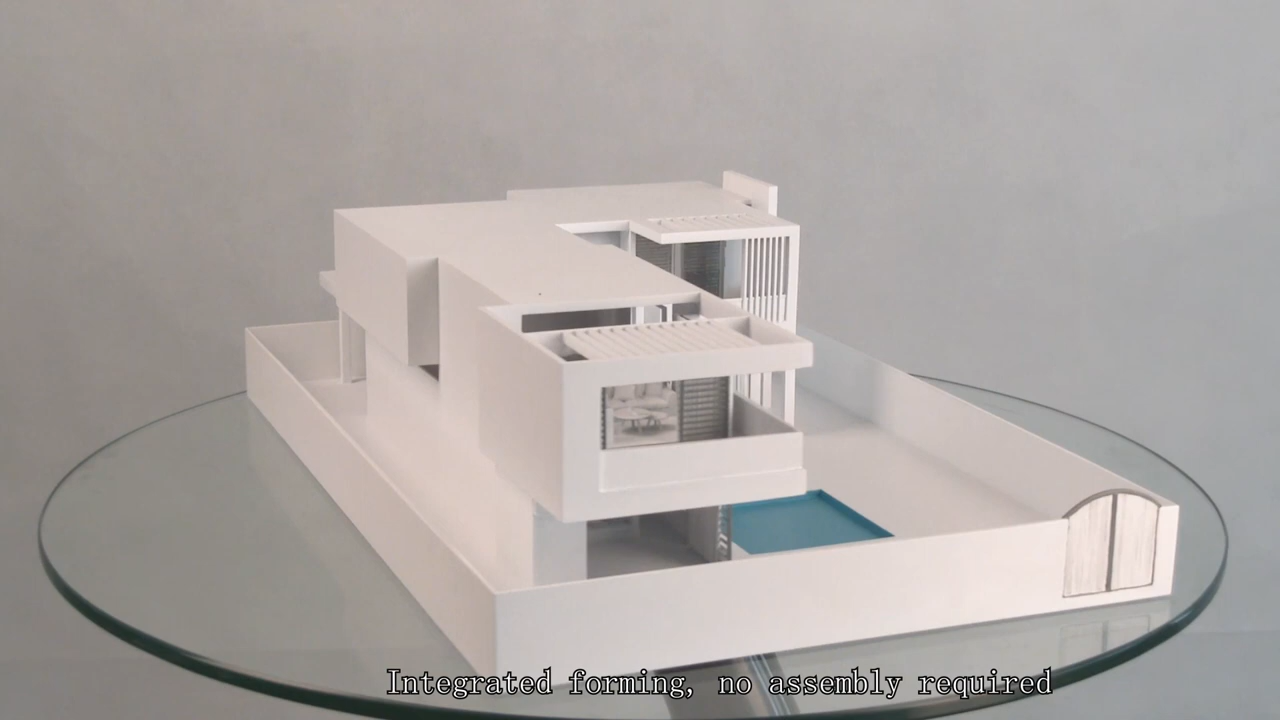 Integrated forming, no assembly required